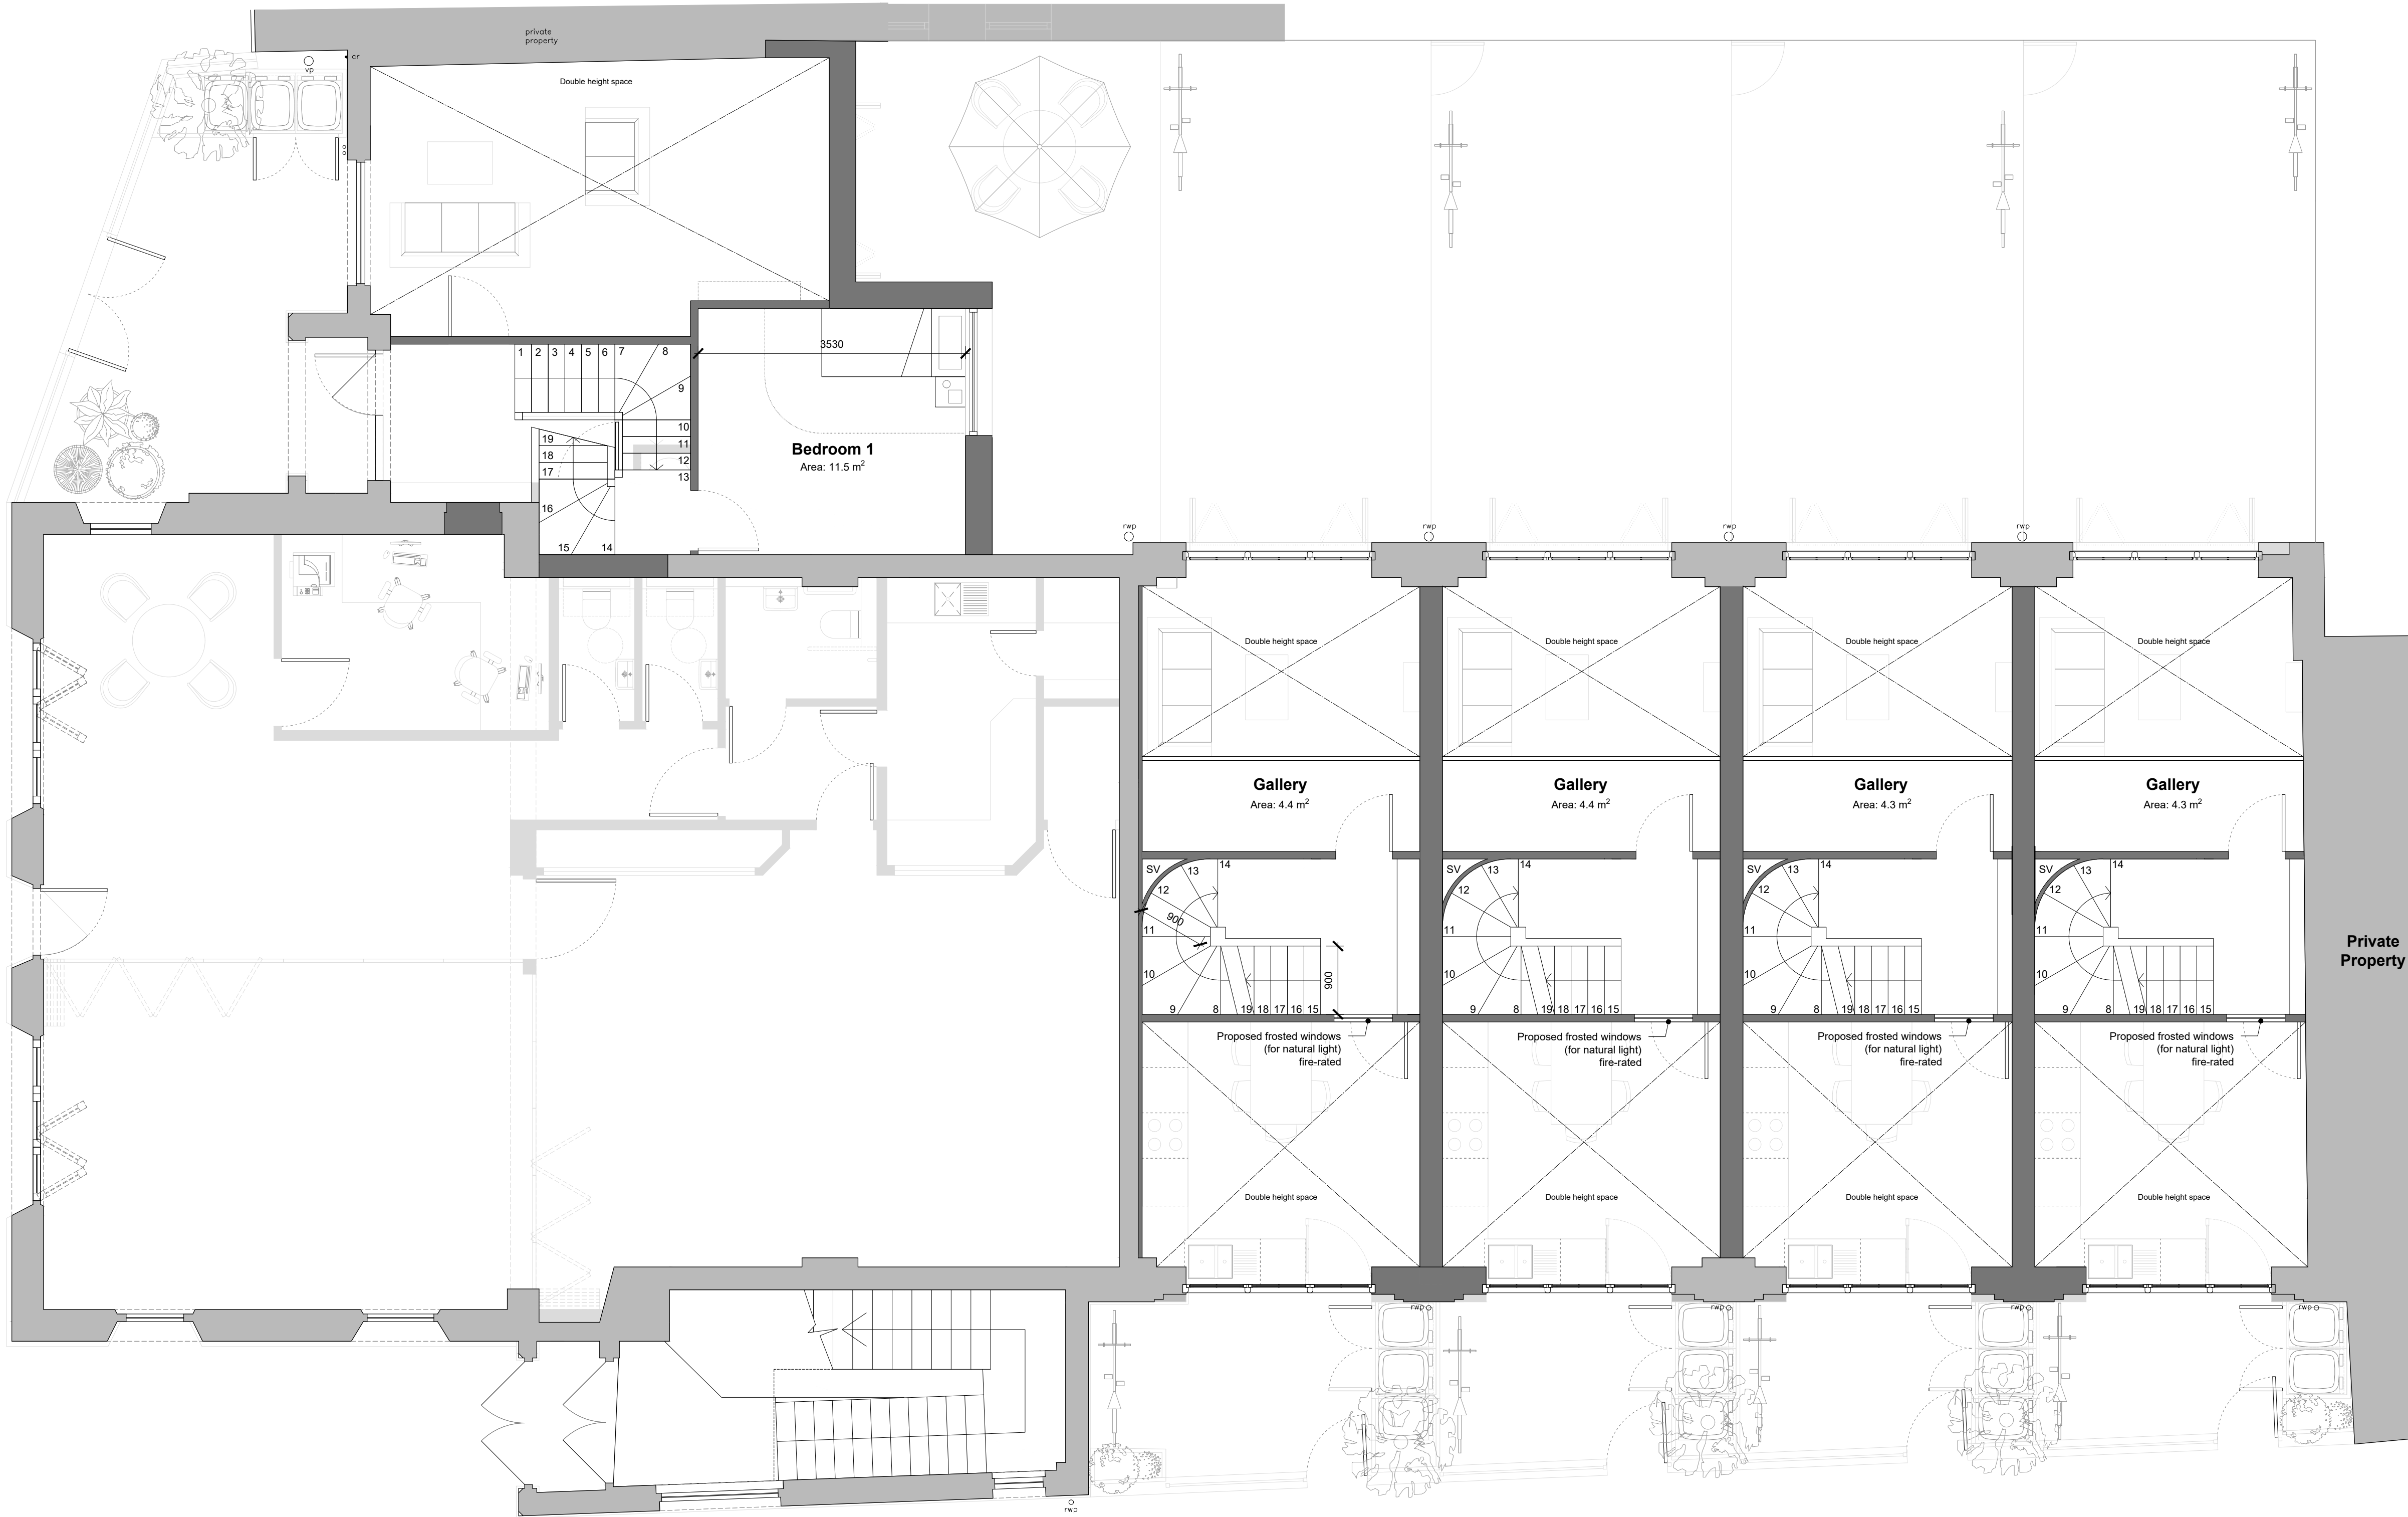 private
property
cr
vp
Double height space
1 2 3 4 5 6 7 8
9
10
11
12
13
19
18
17
16
15 14
3530
Bedroom 1
Area: 11.5 m²
rwp rwp rwp rwp
Double height space Double height space Double height space Double height space
Gallery Gallery Gallery Gallery
Area: 4.4 m² Area: 4.4 m² Area: 4.3 m² Area: 4.3 m²
SV 13 14 SV 13 14 SV 13 14 SV 13 14
12 12 12 12
900
11 11 11 11
10 10 10 10
900
9 8 19 18 17 16 15 9 8 19 18 17 16 15 9 8 19 18 17 16 15 9 8 19 18 17 16 15
Private
Property
Proposed frosted windows
(for natural light)
fire-rated
Proposed frosted windows
(for natural light)
fire-rated
Proposed frosted windows
(for natural light)
fire-rated
Proposed frosted windows
(for natural light)
fire-rated
Double height space Double height space Double height space Double height space
rwp rwp rwp rwp
rwp